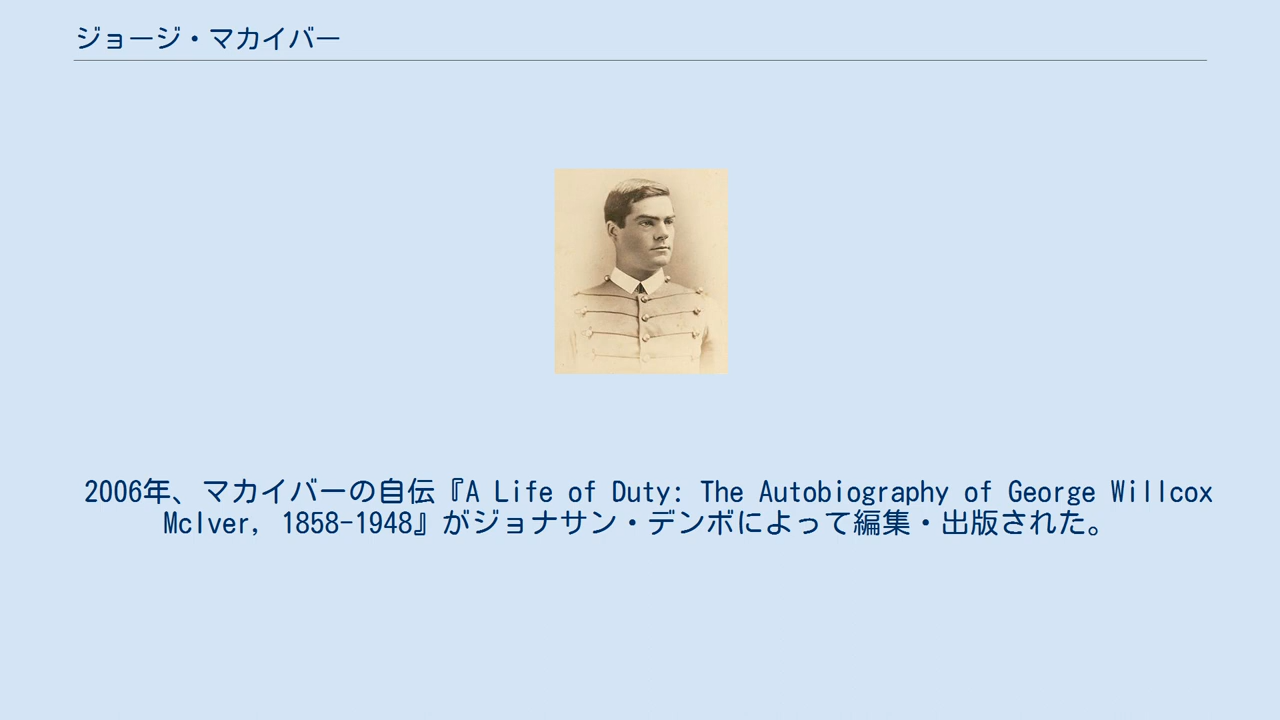 ジョージ・マカイバー
2006年、マカイバーの自伝『A Life of Duty: The Autobiography of George Willcox
McIver, 1858-1948』がジョナサン・デンボによって編集・出版された。